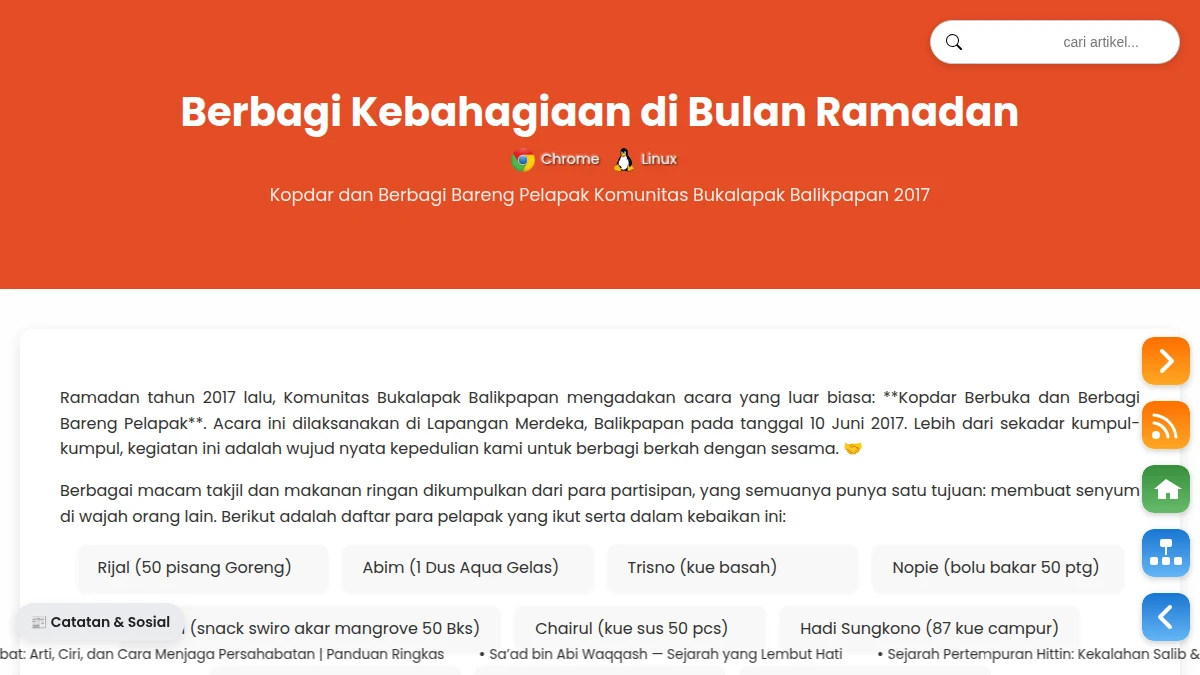 cari artikel...
Berbagi Kebahagiaan di Bulan Ramadan
Chrome Linux
Kopdar dan Berbagi Bareng Pelapak Komunitas Bukalapak Balikpapan 2017
Ramadan tahun 2017 lalu, Komunitas Bukalapak Balikpapan mengadakan acara yang luar biasa: **Kopdar Berbuka dan Berbagi
Bareng Pelapak**. Acara ini dilaksanakan di Lapangan Merdeka, Balikpapan pada tanggal 10 Juni 2017. Lebih dari sekadar kumpul-
kumpul, kegiatan ini adalah wujud nyata kepedulian kami untuk berbagi berkah dengan sesama. 🤝
Berbagai macam takjil dan makanan ringan dikumpulkan dari para partisipan, yang semuanya punya satu tujuan: membuat senyum
di wajah orang lain. Berikut adalah daftar para pelapak yang ikut serta dalam kebaikan ini:
Rijal (50 pisang Goreng)
Abim (1 Dus Aqua Gelas)
Trisno (kue basah)
Nopie (bolu bakar 50 ptg)
📰 Catatan & Sosial
(snack swiro akar mangrove 50 Bks)
Chairul (kue sus 50 pcs)
Hadi Sungkono (87 kue campur)
bat: Arti, Ciri, dan Cara Menjaga Persahabatan | Panduan Ringkas • Sa’ad bin Abi Waqqash — Sejarah yang Lembut Hati • Sejarah Pertempuran Hittin: Kekalahan Salib &